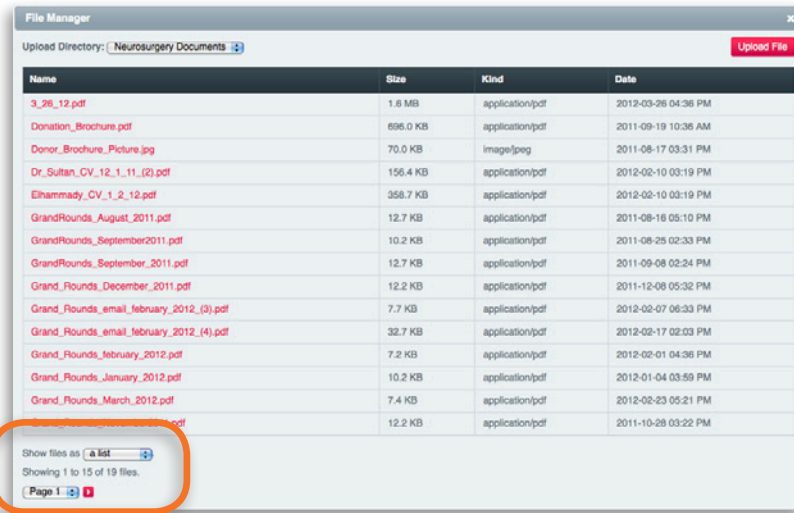 File Manager x
Upload Directory: Neurosurgery Documents Upload File
Name Size Kind Date
3_26_12.pdf 1.6 MB application/pdf 2012-03-26 04:36 PM
Donation_Brochure.pdf 696.0 KB application/pdf 2011-09-19 10:36 AM
Donor_Brochure_Picture.jpg 70.0 KB image/jpeg 2011-08-17 03:31 PM
Dr_Sultan_CV_12_1_11_(2).pdf 156.4 KB application/pdf 2012-02-10 03:19 PM
Elhammady_CV_1_2_12.pdf 358.7 KB application/pdf 2012-02-10 03:19 PM
GrandRounds_August_2011.pdf 12.7 KB application/pdf 2011-08-16 05:10 PM
GrandRounds_September2011.pdf 10.2 KB application/pdf 2011-08-25 02:33 PM
GrandRounds_September_2011.pdf 12.7 KB application/pdf 2011-09-08 02:24 PM
Grand_Rounds_December_2011.pdf 12.2 KB application/pdf 2011-12-08 05:32 PM
Grand_Rounds_email_february_2012_(3).pdf 7.7 KB application/pdf 2012-02-07 06:33 PM
Grand_Rounds_email_february_2012_(4).pdf 32.7 KB application/pdf 2012-02-17 02:03 PM
Grand_Rounds_february_2012.pdf 7.2 KB application/pdf 2012-02-01 04:36 PM
Grand_Rounds_January_2012.pdf 10.2 KB application/pdf 2012-01-04 03:59 PM
Grand_Rounds_March_2012.pdf 7.4 KB application/pdf 2012-02-23 05:21 PM
12.2 KB application/pdf 2011-10-28 03:22 PM
Show files as a list
Showing 1 to 15 of 19 files.
Page 1